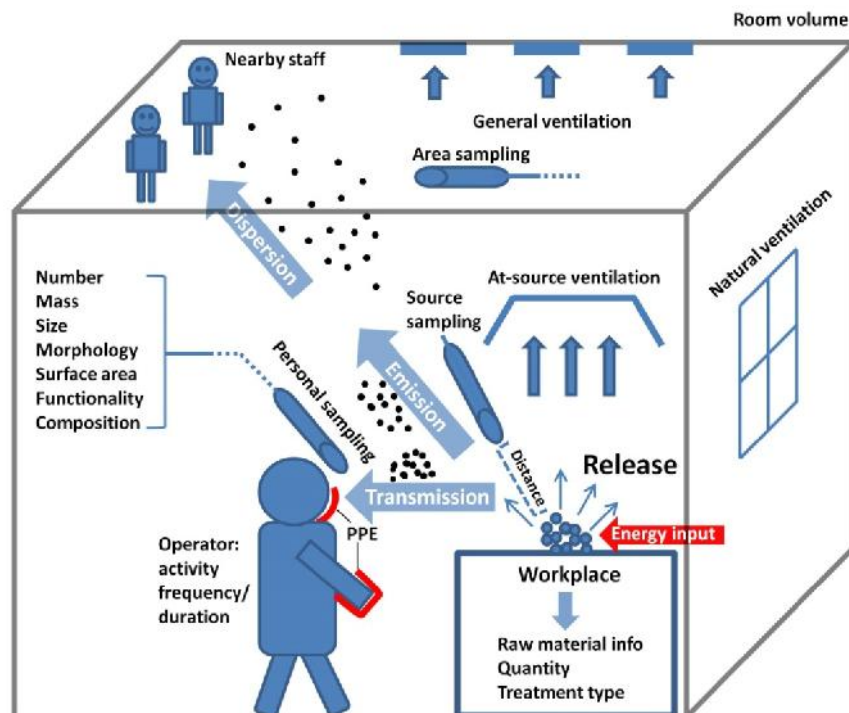 Room volume
Nearby staff
General ventilation
Area sampling
Dispersion
Natural ventilation
At-source ventilation
Source
sampling
Number
Mass
Size
Morphology
Surface area
Functionality
Composition
Personal sampling
Emission
Distance
Release
Transmission
Energy input
PPE
Operator:
activity
frequency/
duration
Workplace
Raw material info
Quantity
Treatment type